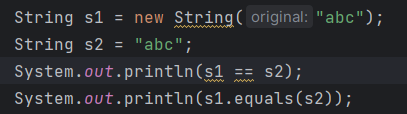 String s1 = new String( original: "abc");
String s2 = "abc";
System.out.println(s1 == s2);
System.out.println(s1.equals(s2));